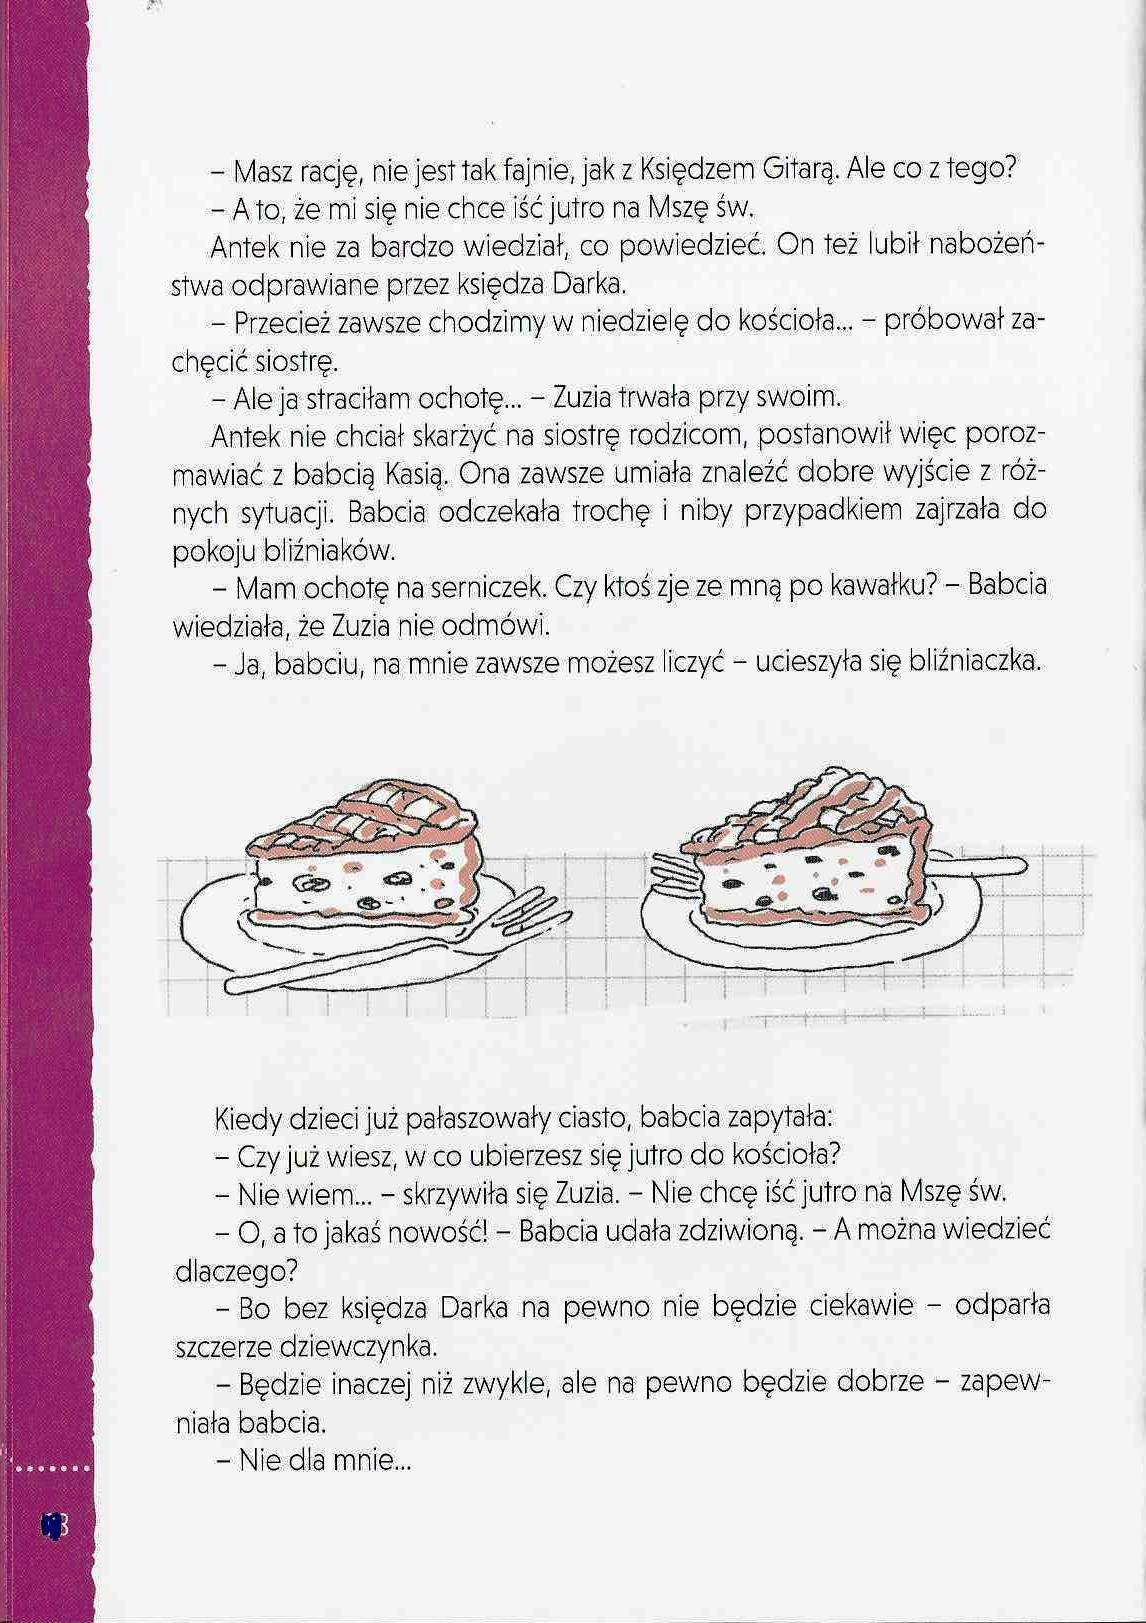 – Masz rację, nie jest tak fajnie, jak z Księdzem Gitarą. Ale co z tego?
– A to, że mi się nie chce iść jutro na Mszę św.
Antek nie za bardzo wiedział, co powiedzieć. On też lubił nabożeń-
stwa odprawiane przez księdza Darka.
– Przecież zawsze chodzimy w niedzielę do kościoła... – próbował za-
chęcić siostrę.
– Ale ja straciłam ochotę... – Zuzia trwała przy swoim.
Antek nie chciał skarżyć na siostrę rodzicom, postanowił więc poroz-
mawiać z babcią Kasią. Ona zawsze umiała znaleźć dobre wyjście z róż-
nych sytuacji. Babcia odczekała trochę i niby przypadkiem zajrzała do
pokoju bliźniaków.
– Mam ochotę na serniczek. Czy ktoś zje ze mną po kawałku? – Babcia
wiedziała, że Zuzia nie odmówi.
– Ja, babciu, na mnie zawsze możesz liczyć – ucieszyła się bliźniaczka.
Kiedy dzieci już pałaszowały ciasto, babcia zapytała:
– Czy już wiesz, w co ubierzesz się jutro do kościoła?
– Nie wiem... – skrzywiła się Zuzia. – Nie chcę iść jutro na Mszę św.
– O, a to jakaś nowość! – Babcia udała zdziwioną. – A można wiedzieć
dlaczego?
– Bo bez księdza Darka na pewno nie będzie ciekawie – odparła
szczerze dziewczynka.
– Będzie inaczej niż zwykle, ale na pewno będzie dobrze – zapew-
niała babcia.
– Nie dla mnie...